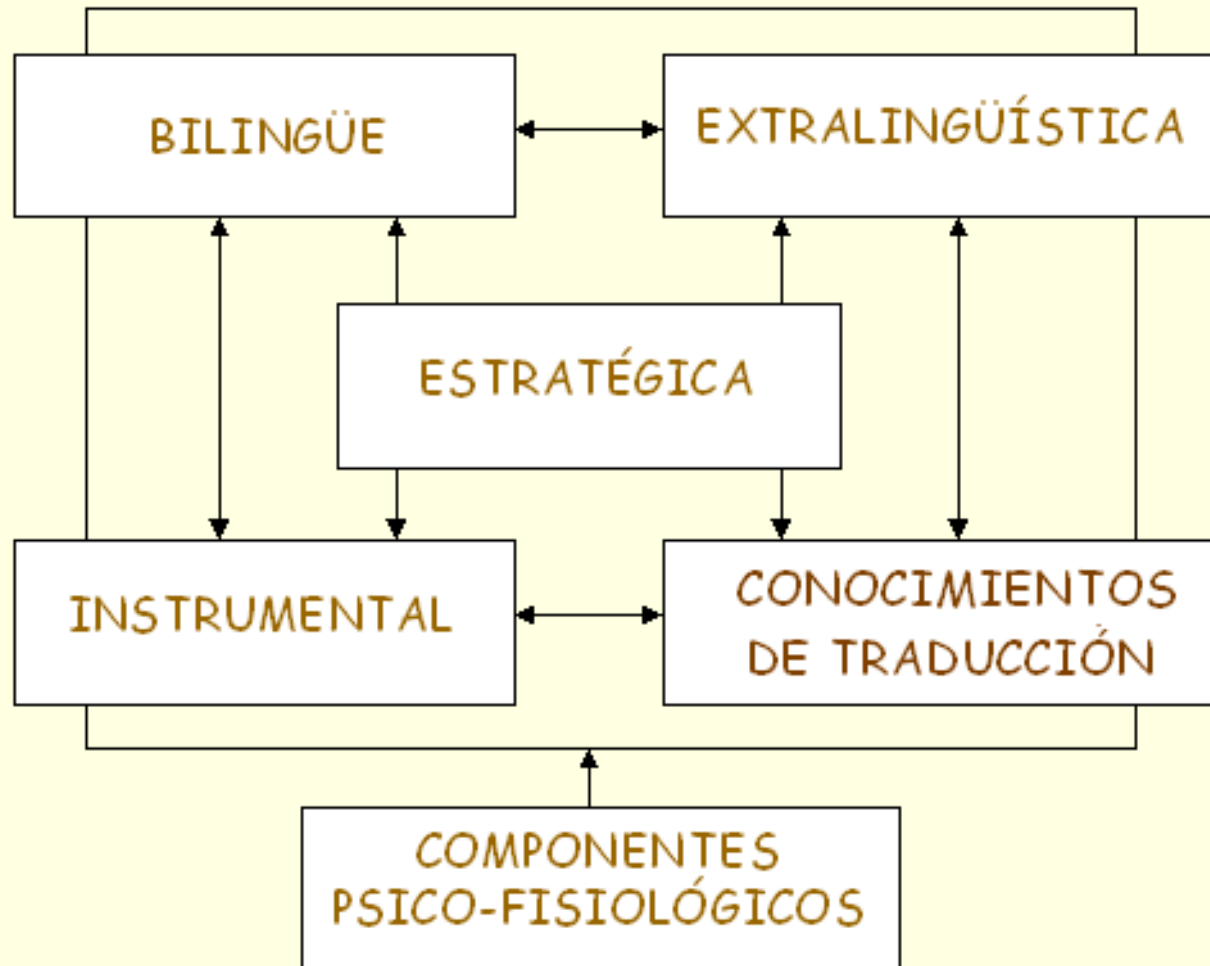 BILINGÜE
EXTRALINGÜÍSTICA
ESTRATÉGICA
INSTRUMENTAL
CONOCIMIENTOS
DE TRADUCCIÓN
COMPONENTES
PSICO-FISIOLÓGICOS